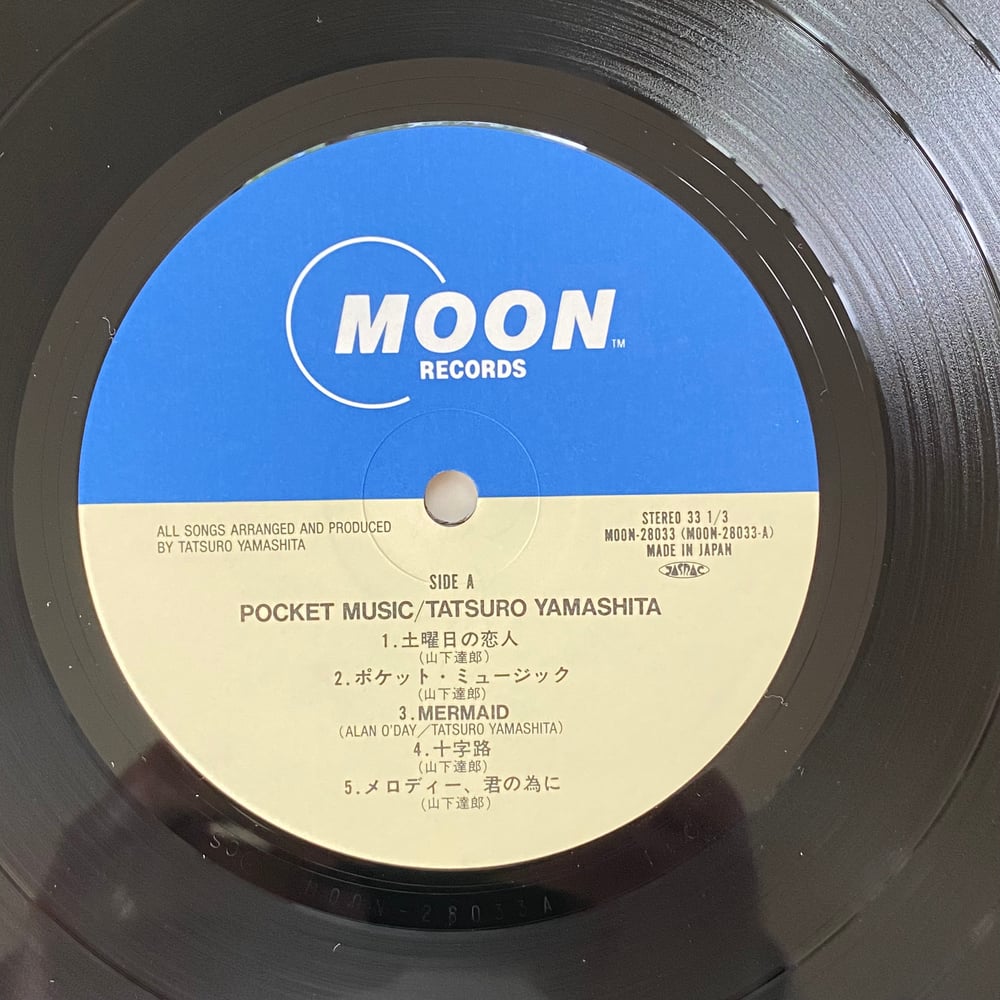 MOON™
RECORDS
ALL SONGS ARRANGED AND PRODUCED
BY TATSURO YAMASHITA
STEREO 33 1/3
MOON-28033 (MOON-28033-A)
MADE IN JAPAN
JASRAC
SIDE A
POCKET MUSIC/TATSURO YAMASHITA
1.土曜日の恋人
(山下達郎)
2.ポケット・ミュージック
(山下達郎)
3.MERMAID
(ALAN O'DAY/TATSURO YAMASHITA)
4.十字路
(山下達郎)
5.メロディー、君の為に
(山下達郎)
MOON-28033A